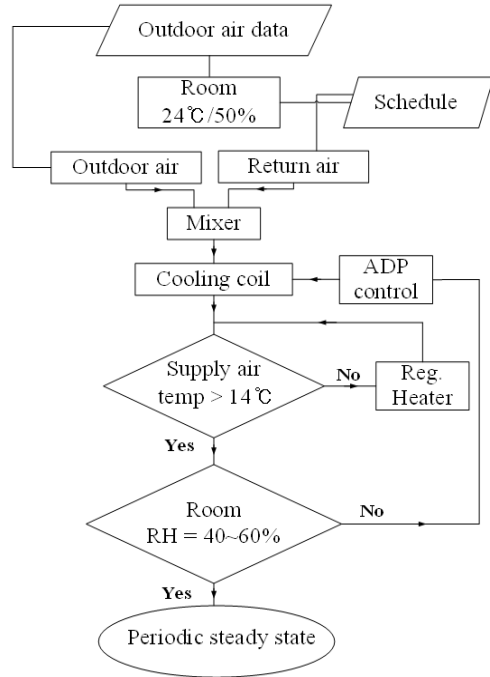 Outdoor air data
Room
24℃/50%
Schedule
Outdoor air
Return air
Mixer
Cooling coil
ADP
control
Supply air
temp > 14℃
No
Reg.
Heater
Yes
Room
RH = 40~60%
No
Yes
Periodic steady state